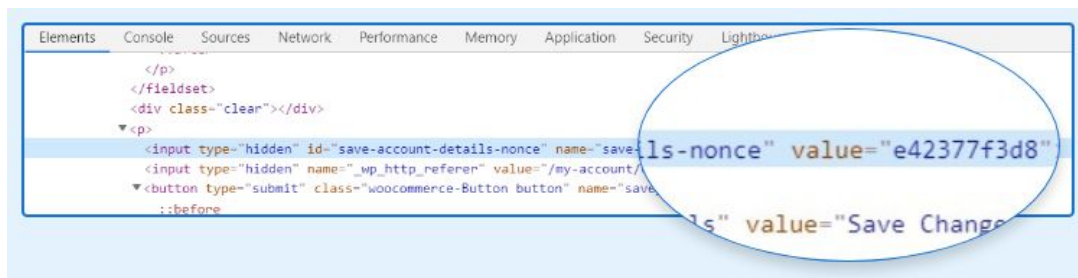 Elements Console Sources Network Performance Memory Application Security
</p>
</fieldset>
<div class="clear"></div>
▼<p>
<input type="hidden" id="save-account-details-nonce" name="save- ls-nonce" value="e42377f3d8"
<input type="hidden" name="_wp_http_referer" value="/my-account/
▼<button type="submit" class="woocommerce-Button button" name="save ls" value="Save Change
::before